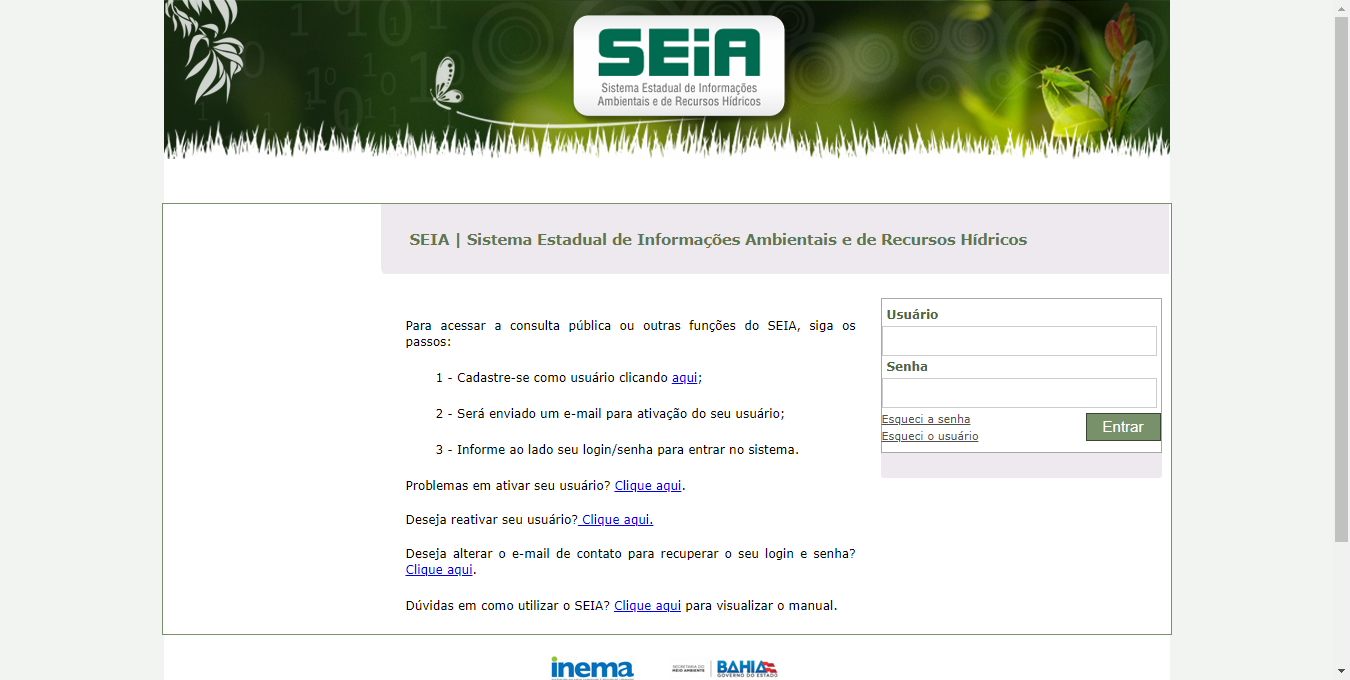 SEiA
Sistema Estadual de Informações
Ambientais e de Recursos Hídricos
SEIA | Sistema Estadual de Informações Ambientais e de Recursos Hídricos
Para acessar a consulta pública ou outras funções do SEIA, siga os
passos:
1 - Cadastre-se como usuário clicando aqui;
2 - Será enviado um e-mail para ativação do seu usuário;
3 - Informe ao lado seu login/senha para entrar no sistema.
Problemas em ativar seu usuário? Clique aqui.
Deseja reativar seu usuário? Clique aqui.
Deseja alterar o e-mail de contato para recuperar o seu login e senha?
Clique aqui.
Dúvidas em como utilizar o SEIA? Clique aqui para visualizar o manual.
Usuário
Senha
Esqueci a senha
Esqueci o usuário
Entrar
inema
SECRETARIA DO
MEIO AMBIENTE
BAHIA
GOVERNO DO ESTADO